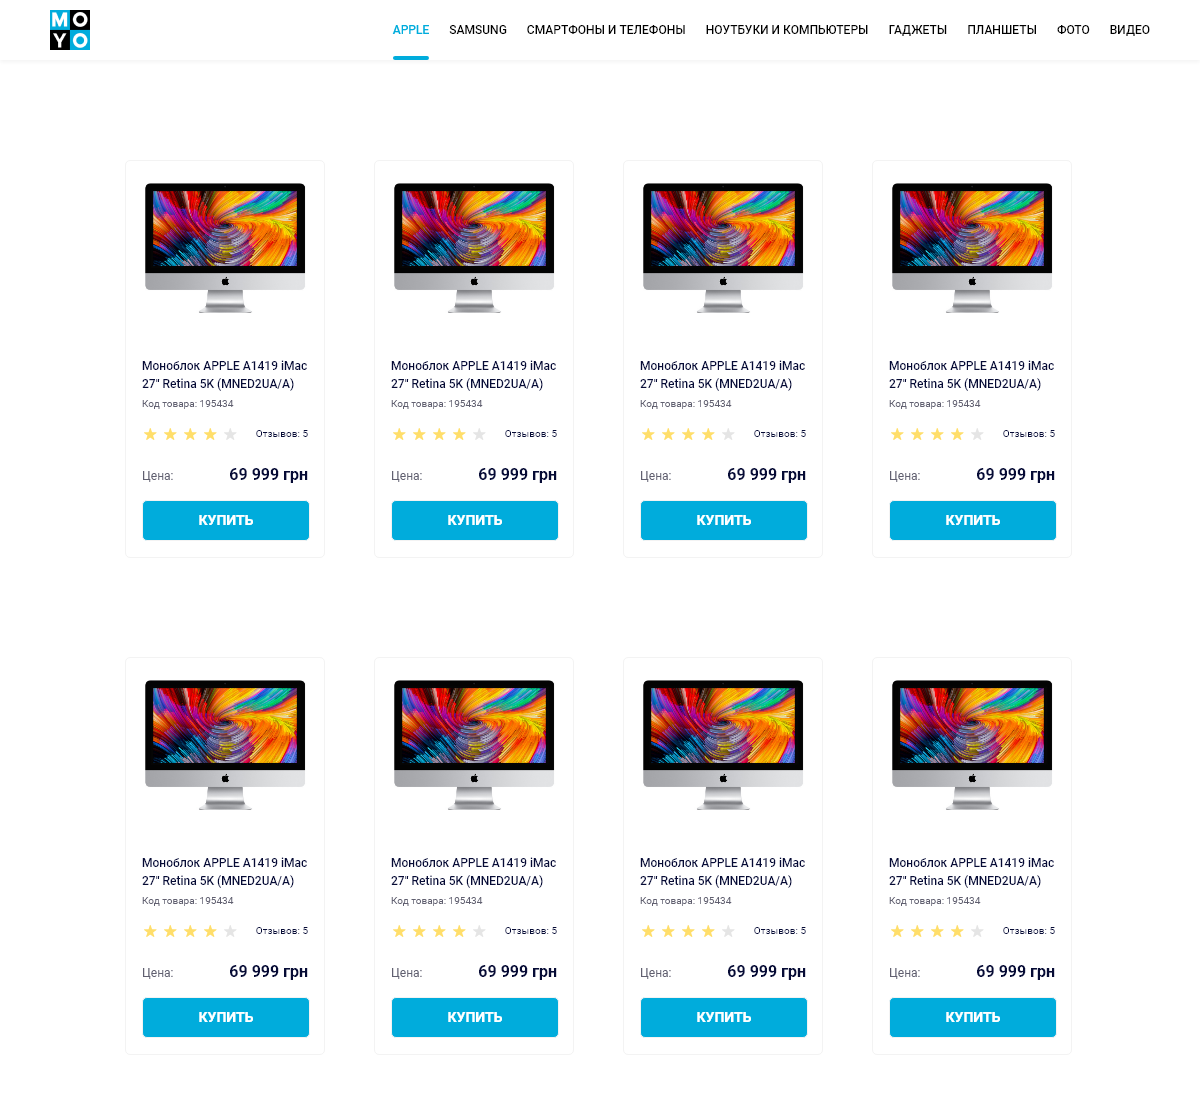 MO
YO
APPLE SAMSUNG СМАРТФОНЫ И ТЕЛЕФОНЫ НОУТБУКИ И КОМПЬЮТЕРЫ ГАДЖЕТЫ ПЛАНШЕТЫ ФОТО ВИДЕО
Моноблок APPLE A1419 iMac
27" Retina 5K (MNED2UA/A)
Код товара: 195434
Отзывов: 5
Цена: 69 999 грн
КУПИТЬ
Моноблок APPLE A1419 iMac
27" Retina 5K (MNED2UA/A)
Код товара: 195434
Отзывов: 5
Цена: 69 999 грн
КУПИТЬ
Моноблок APPLE A1419 iMac
27" Retina 5K (MNED2UA/A)
Код товара: 195434
Отзывов: 5
Цена: 69 999 грн
КУПИТЬ
Моноблок APPLE A1419 iMac
27" Retina 5K (MNED2UA/A)
Код товара: 195434
Отзывов: 5
Цена: 69 999 грн
КУПИТЬ
Моноблок APPLE A1419 iMac
27" Retina 5K (MNED2UA/A)
Код товара: 195434
Отзывов: 5
Цена: 69 999 грн
КУПИТЬ
Моноблок APPLE A1419 iMac
27" Retina 5K (MNED2UA/A)
Код товара: 195434
Отзывов: 5
Цена: 69 999 грн
КУПИТЬ
Моноблок APPLE A1419 iMac
27" Retina 5K (MNED2UA/A)
Код товара: 195434
Отзывов: 5
Цена: 69 999 грн
КУПИТЬ
Моноблок APPLE A1419 iMac
27" Retina 5K (MNED2UA/A)
Код товара: 195434
Отзывов: 5
Цена: 69 999 грн
КУПИТЬ